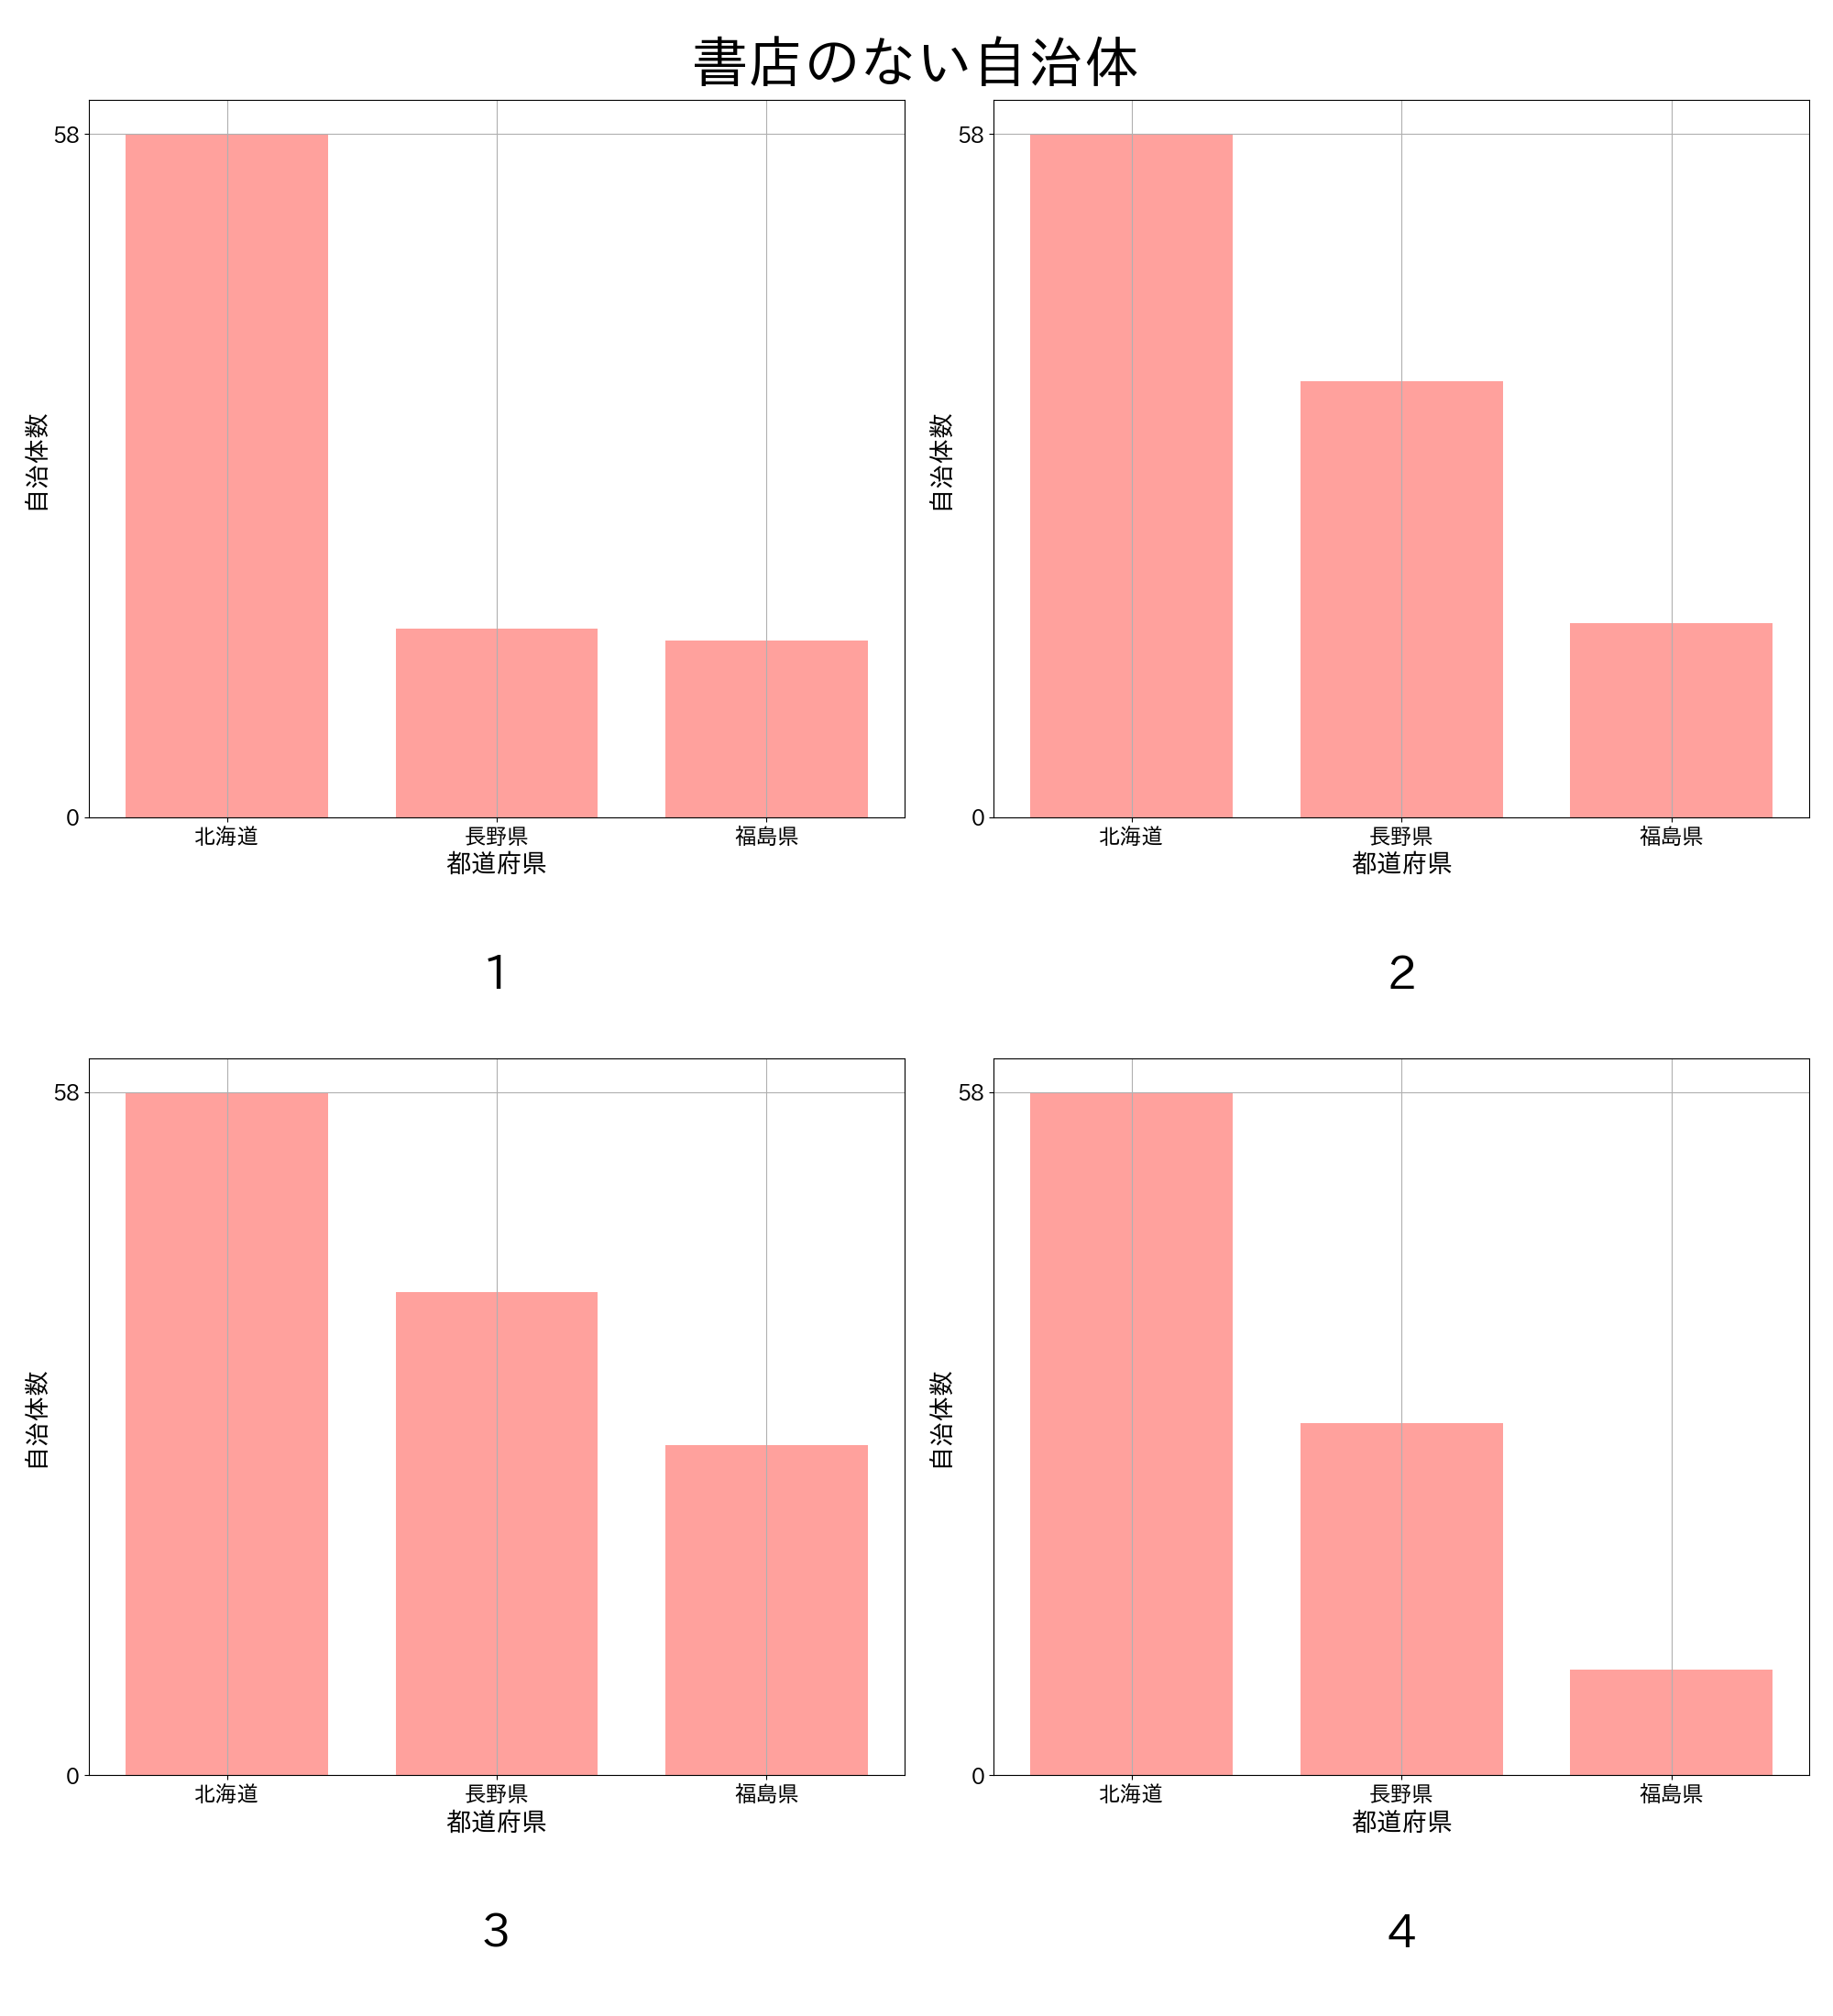 書店のない自治体
58
0
自治体数
北海道 長野県 福島県
都道府県
1
58
0
自治体数
北海道 長野県 福島県
都道府県
2
58
0
自治体数
北海道 長野県 福島県
都道府県
3
58
0
自治体数
北海道 長野県 福島県
都道府県
4